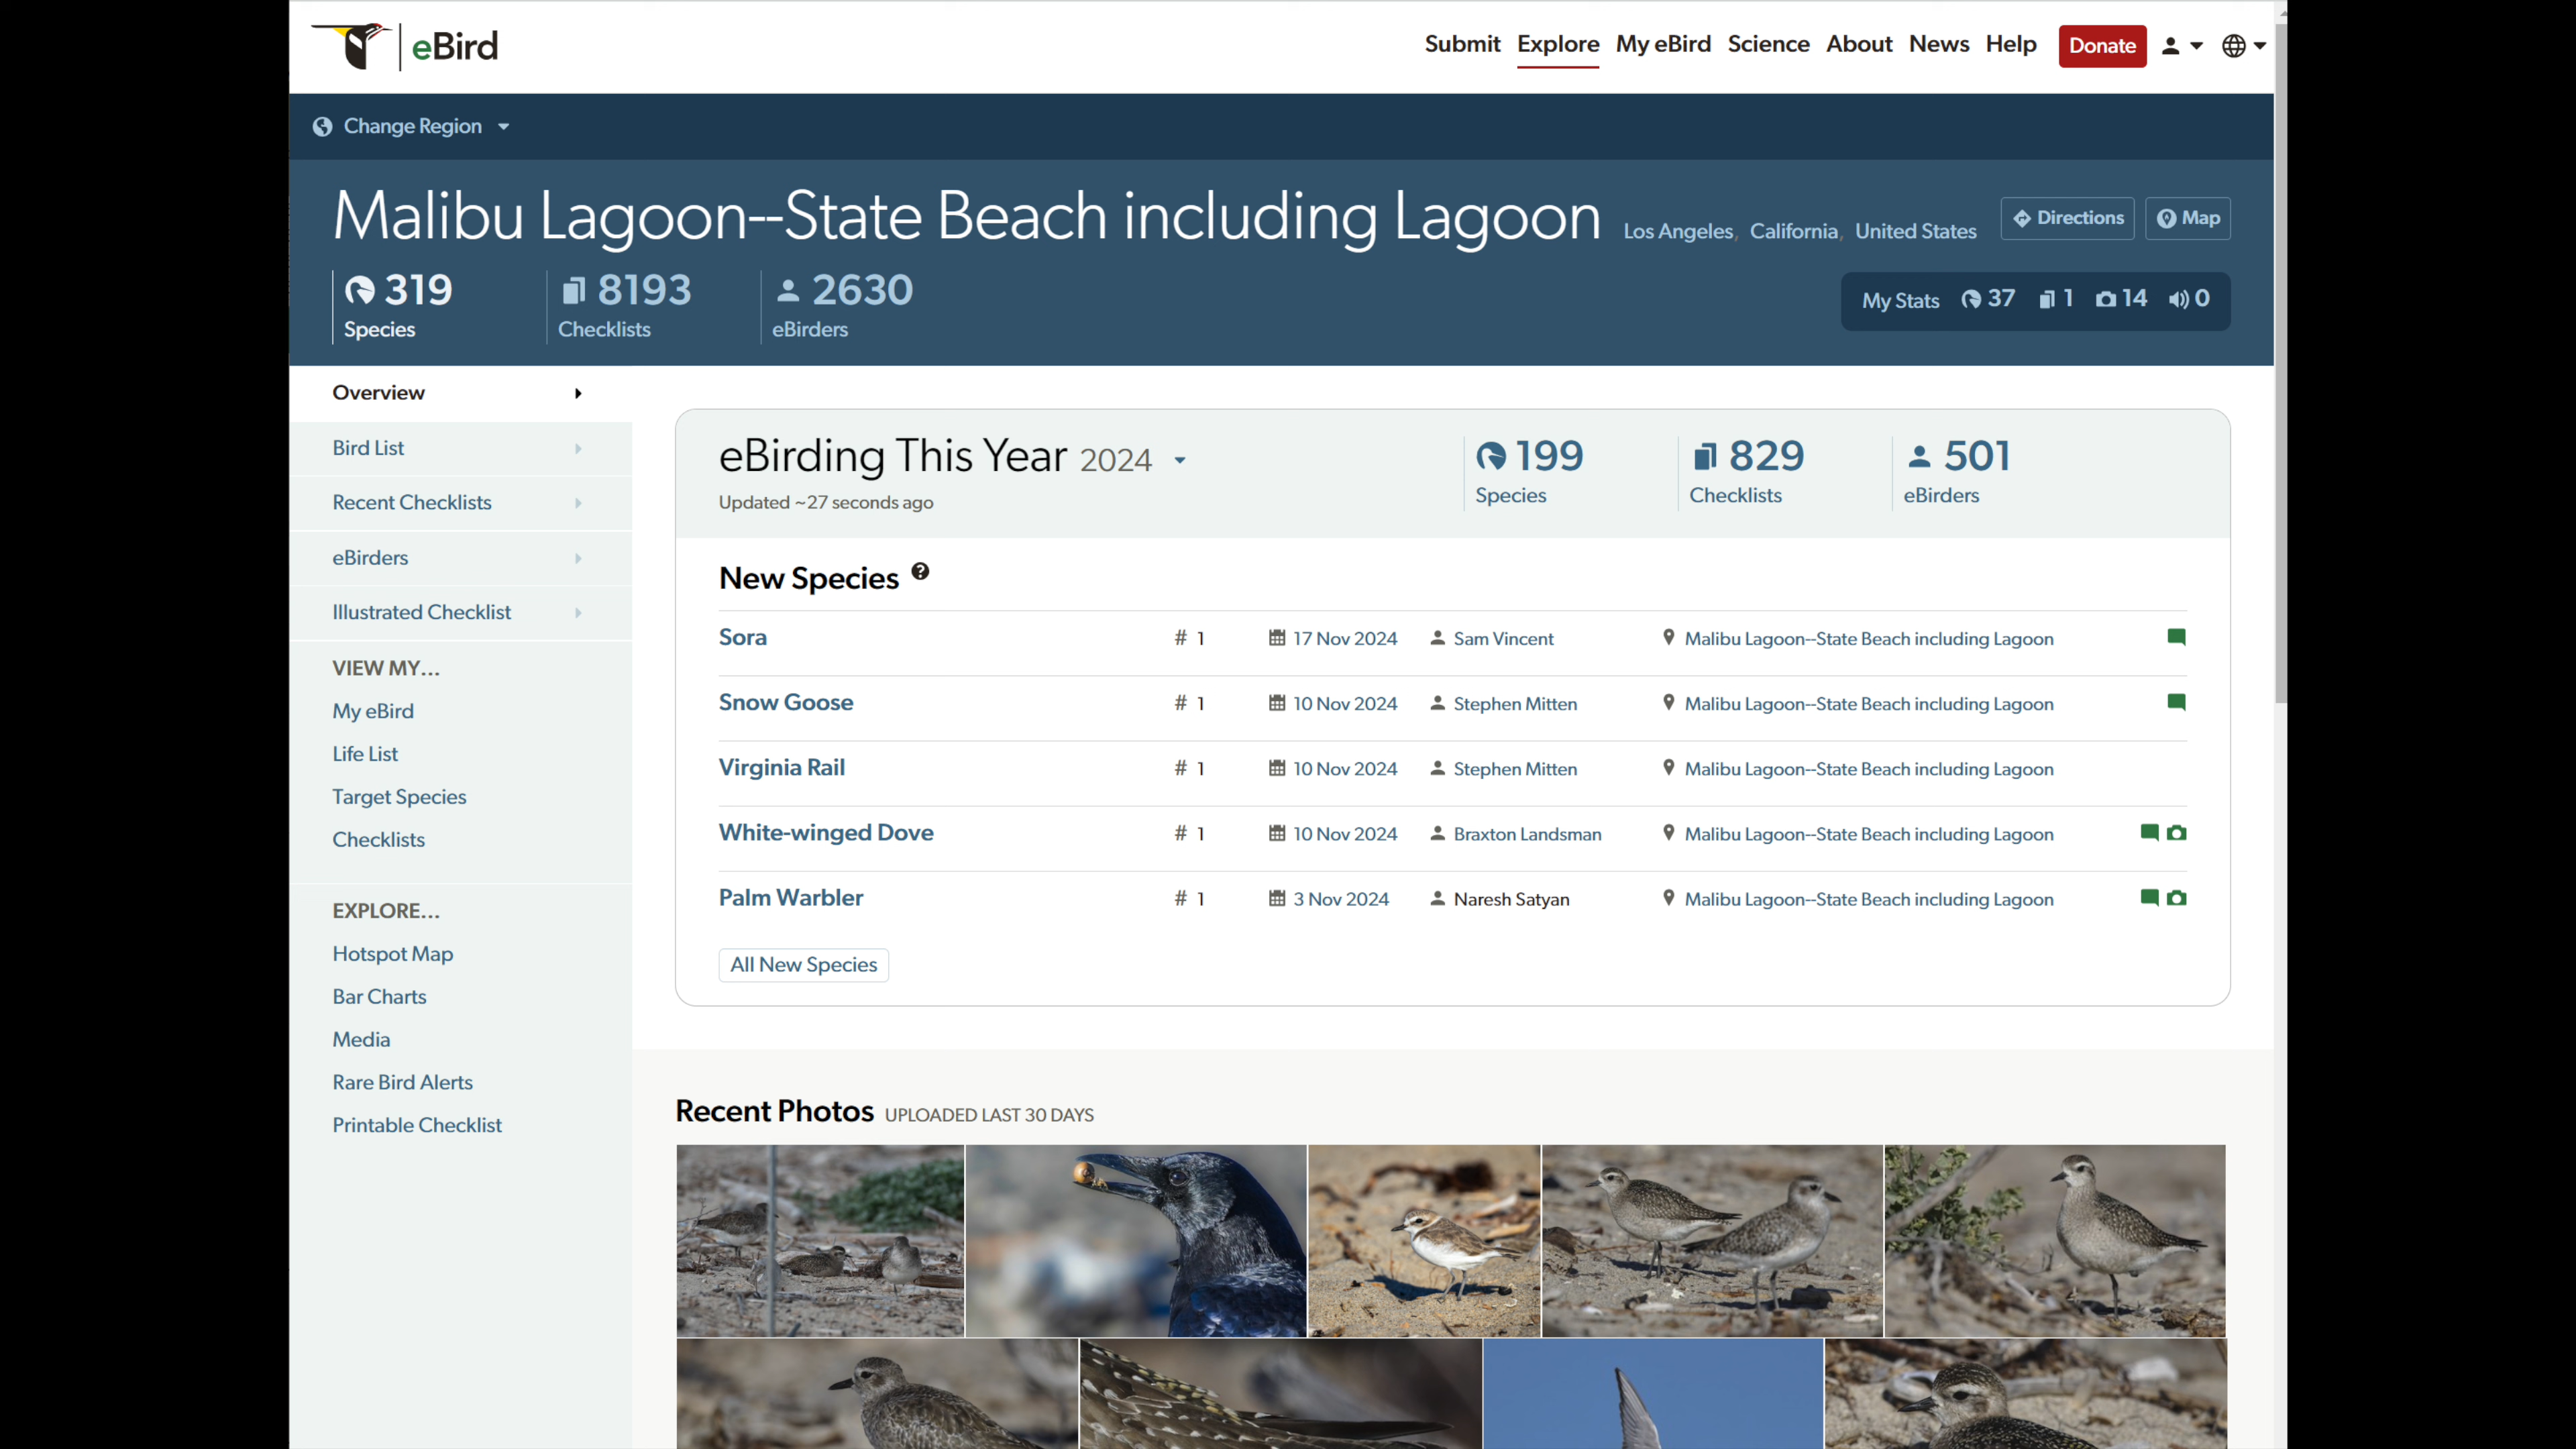 eBird
Submit Explore My eBird Science About News Help Donate
Change Region
Malibu Lagoon--State Beach including Lagoon Los Angeles, California, United States Directions Map
319 8193 2630
Species Checklists eBirders
My Stats 37 1 14 0
Overview
Bird List
Recent Checklists
eBirders
Illustrated Checklist
VIEW MY...
My eBird
Life List
Target Species
Checklists
EXPLORE...
Hotspot Map
Bar Charts
Media
Rare Bird Alerts
Printable Checklist
eBirding This Year 2024
Updated ~27 seconds ago
199 829 501
Species Checklists eBirders
New Species ?
Sora # 1 17 Nov 2024 Sam Vincent Malibu Lagoon--State Beach including Lagoon
Snow Goose # 1 10 Nov 2024 Stephen Mitten Malibu Lagoon--State Beach including Lagoon
Virginia Rail # 1 10 Nov 2024 Stephen Mitten Malibu Lagoon--State Beach including Lagoon
White-winged Dove # 1 10 Nov 2024 Braxton Landsman Malibu Lagoon--State Beach including Lagoon
Palm Warbler # 1 3 Nov 2024 Naresh Satyan Malibu Lagoon--State Beach including Lagoon
All New Species
Recent Photos UPLOADED LAST 30 DAYS